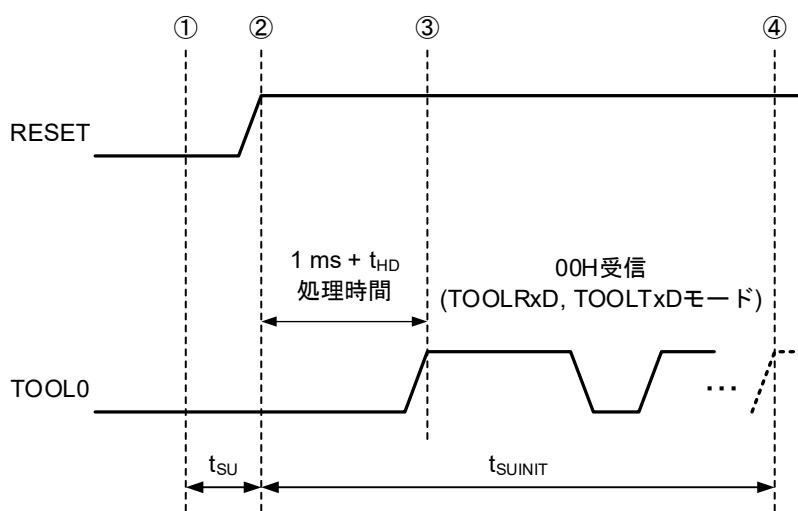 ① ② ③ ④
RESET
1 ms + tHD
処理時間
00H受信
(TOOLRxD, TOOLTxDモード)
TOOL0
...
tSU
tSUINIT